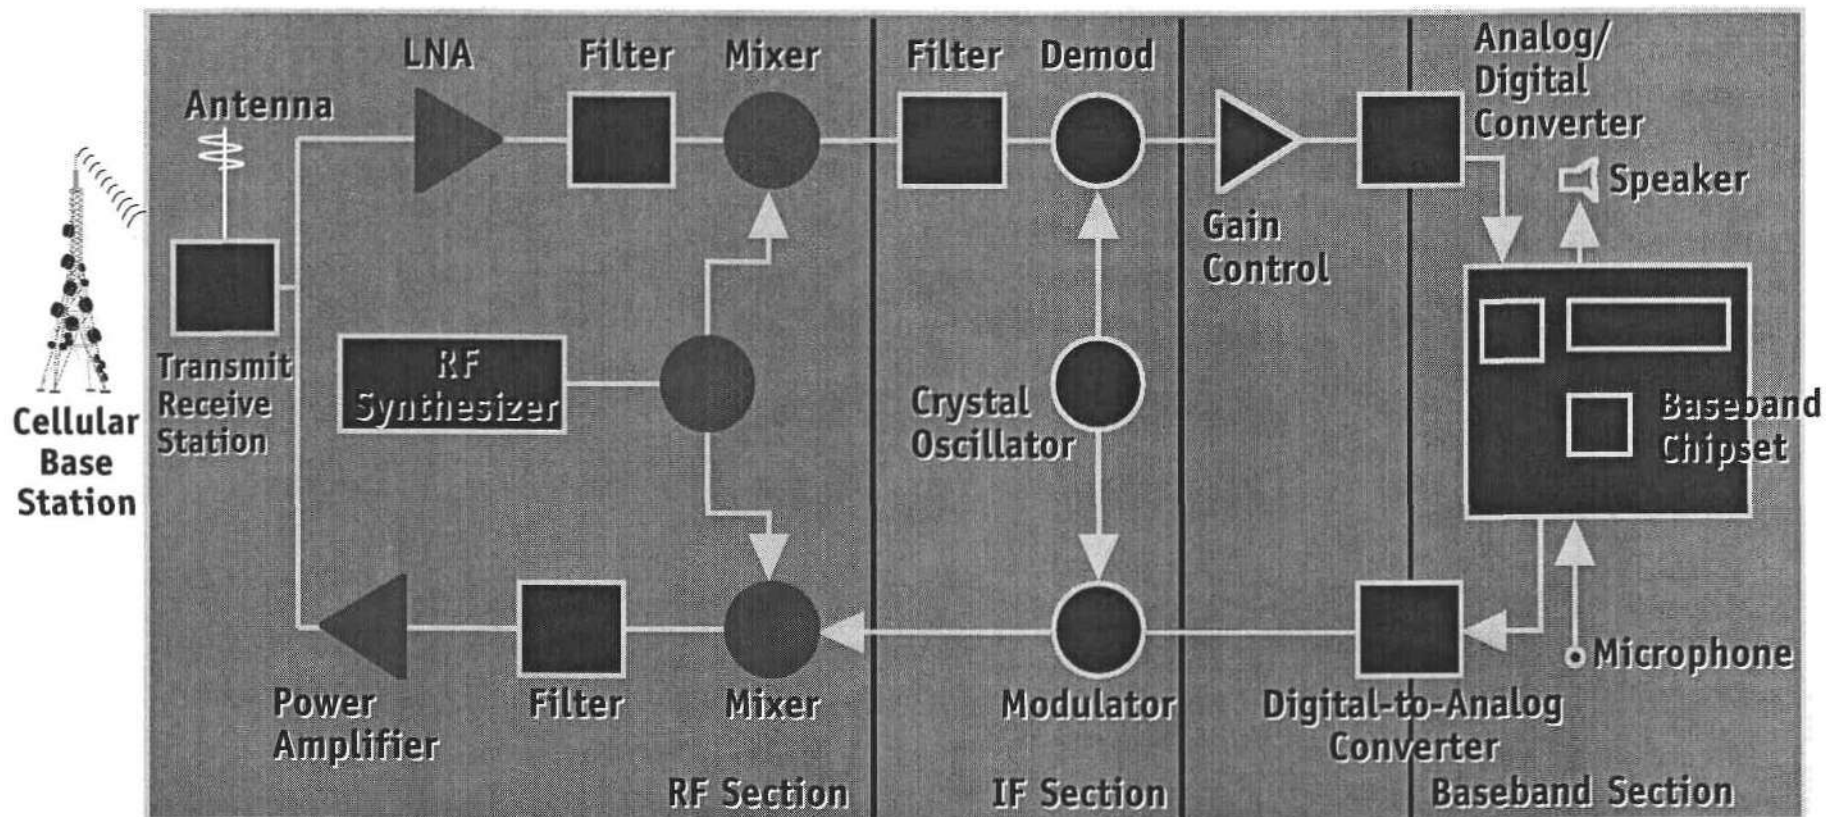 LNA
Filter
Mixer
Filter
Demod
Analog/
Digital
Converter
Antenna
Speaker
Gain
Control
Transmit
Receive
Station
RF
Synthesizer
Crystal
Oscillator
Baseband
Chipset
Cellular
Base
Station
Microphone
Power
Amplifier
Filter
Mixer
Modulator
Digital-to-Analog
Converter
RF Section
IF Section
Baseband Section